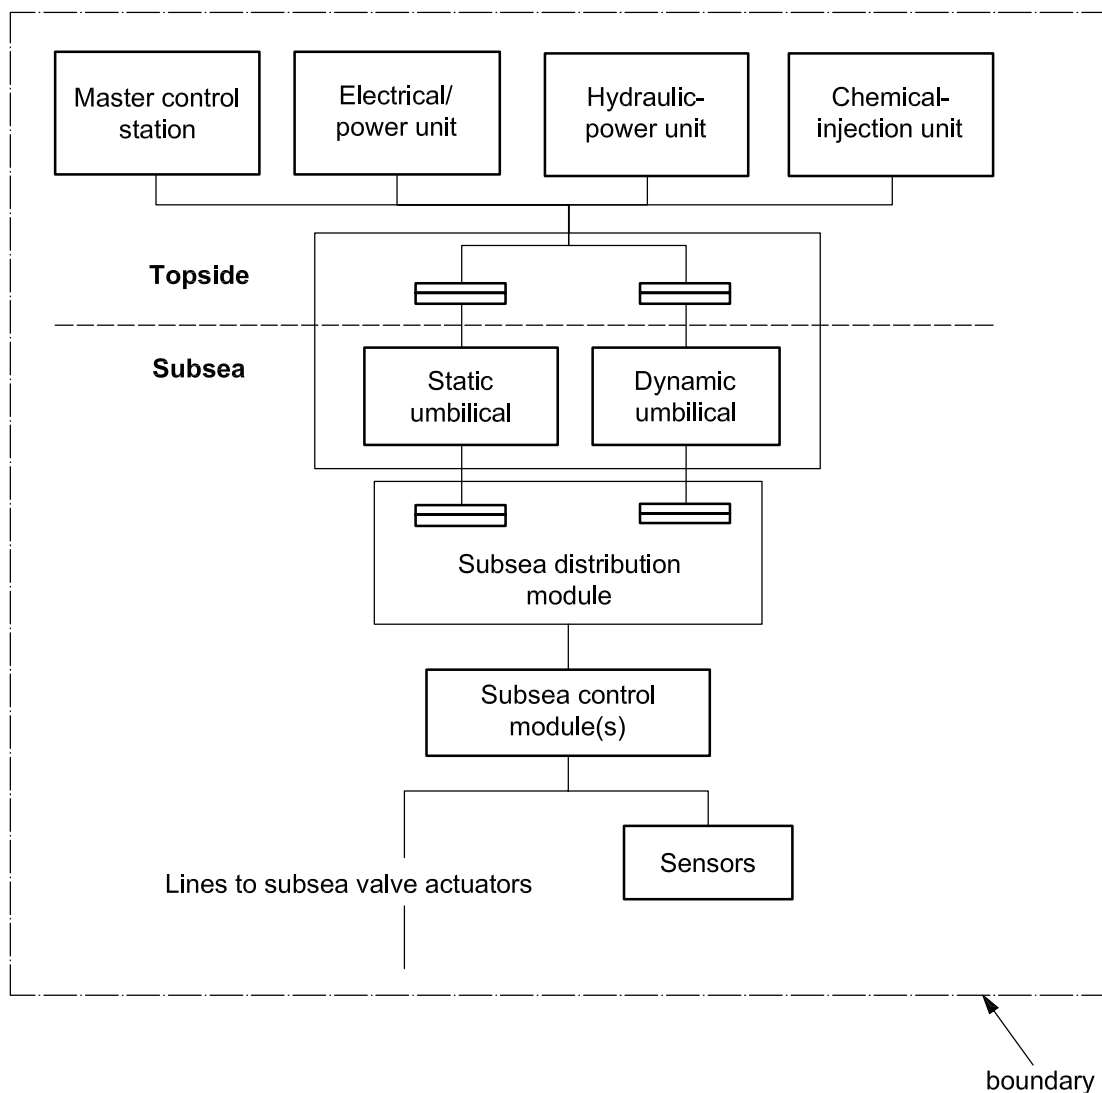 Master control
station
Electrical/
power unit
Hydraulic-
power unit
Chemical-
injection unit
Topside
Subsea
Static
umbilical
Dynamic
umbilical
Subsea distribution
module
Subsea control
module(s)
Lines to subsea valve actuators
Sensors
boundary